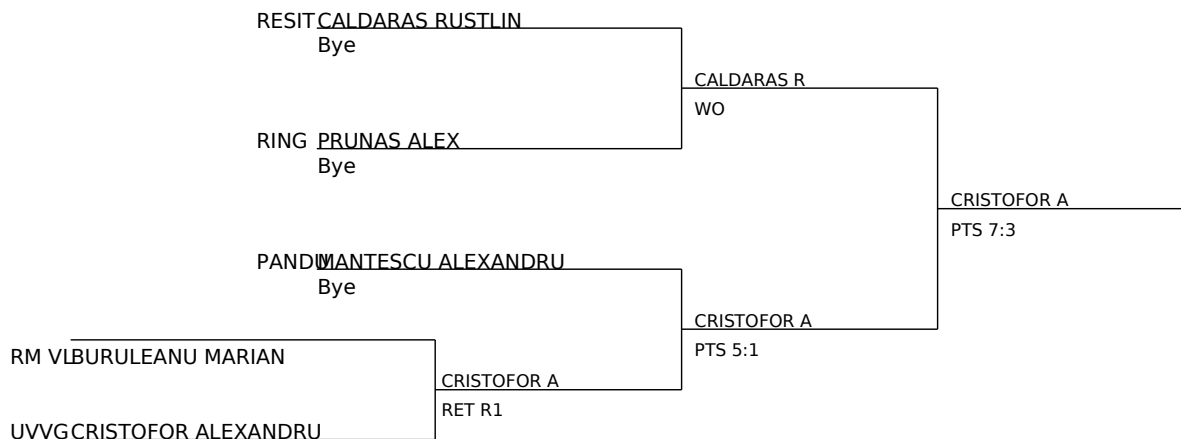 RESIT CALDARAS RUSTLIN
Bye
CALDARAS R
WO
RING PRUNAS ALEX
Bye
CRISTOFOR A
PTS 7:3
PANDU MANTESCU ALEXANDRU
Bye
CRISTOFOR A
PTS 5:1
RM VL BURULEANU MARIAN
CRISTOFOR A
RET R1
UVVG CRISTOFOR ALEXANDRU